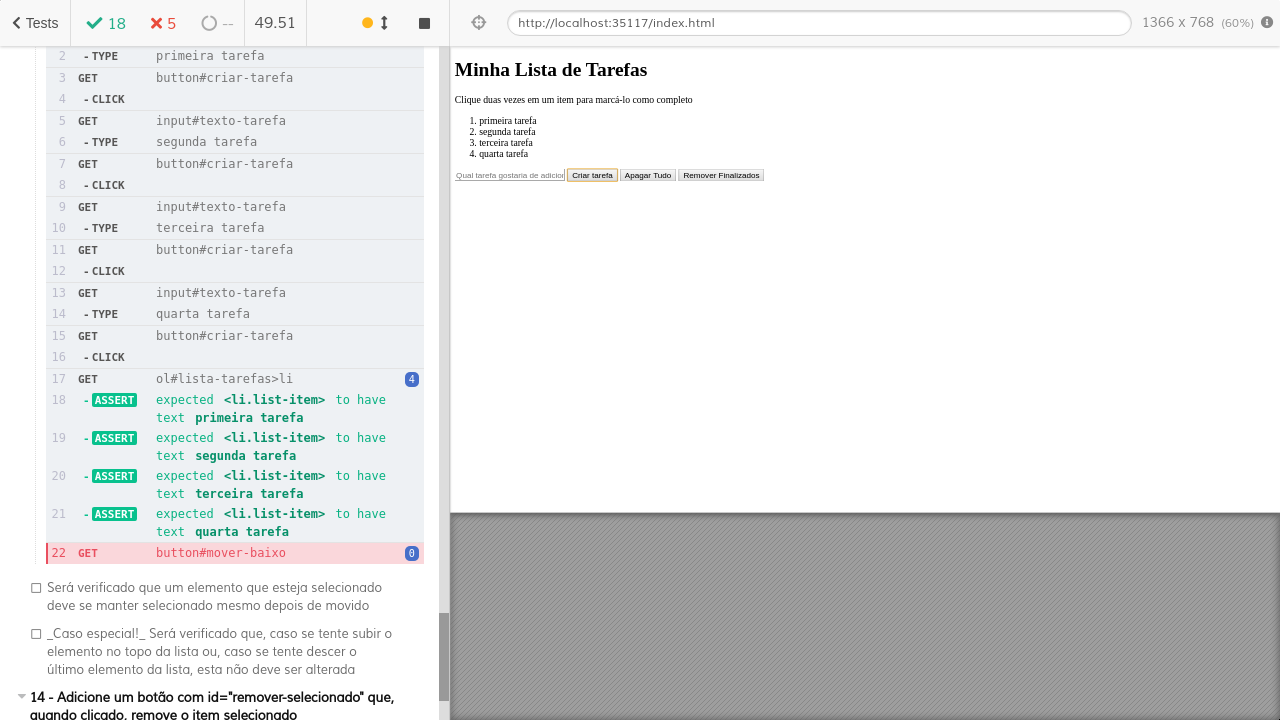 Tests 18 5 -- 49.51 http://localhost:35117/index.html 1366 x 768 (60%)
2 - TYPE primeira tarefa
3 GET button#criar-tarefa
4 - CLICK
5 GET input#texto-tarefa
6 - TYPE segunda tarefa
7 GET button#criar-tarefa
8 - CLICK
9 GET input#texto-tarefa
10 - TYPE terceira tarefa
11 GET button#criar-tarefa
12 - CLICK
13 GET input#texto-tarefa
14 - TYPE quarta tarefa
15 GET button#criar-tarefa
16 - CLICK
17 GET ol#lista-tarefas>li 4
18 - ASSERT expected <li.list-item> to have
text primeira tarefa
19 - ASSERT expected <li.list-item> to have
text segunda tarefa
20 - ASSERT expected <li.list-item> to have
text terceira tarefa
21 - ASSERT expected <li.list-item> to have
text quarta tarefa
22 GET button#mover-baixo 0
Será verificado que um elemento que esteja selecionado
deve se manter selecionado mesmo depois de movido
_Caso especial!_ Será verificado que, caso se tente subir o
elemento no topo da lista ou, caso se tente descer o
último elemento da lista, esta não deve ser alterada
14 - Adicione um botão com id="remover-selecionado" que,
quando clicado, remove o item selecionado
Minha Lista de Tarefas
Clique duas vezes em um item para marcá-lo como completo
1. primeira tarefa
2. segunda tarefa
3. terceira tarefa
4. quarta tarefa
Qual tarefa gostaria de adicior Criar tarefa Apagar Tudo Remover Finalizados